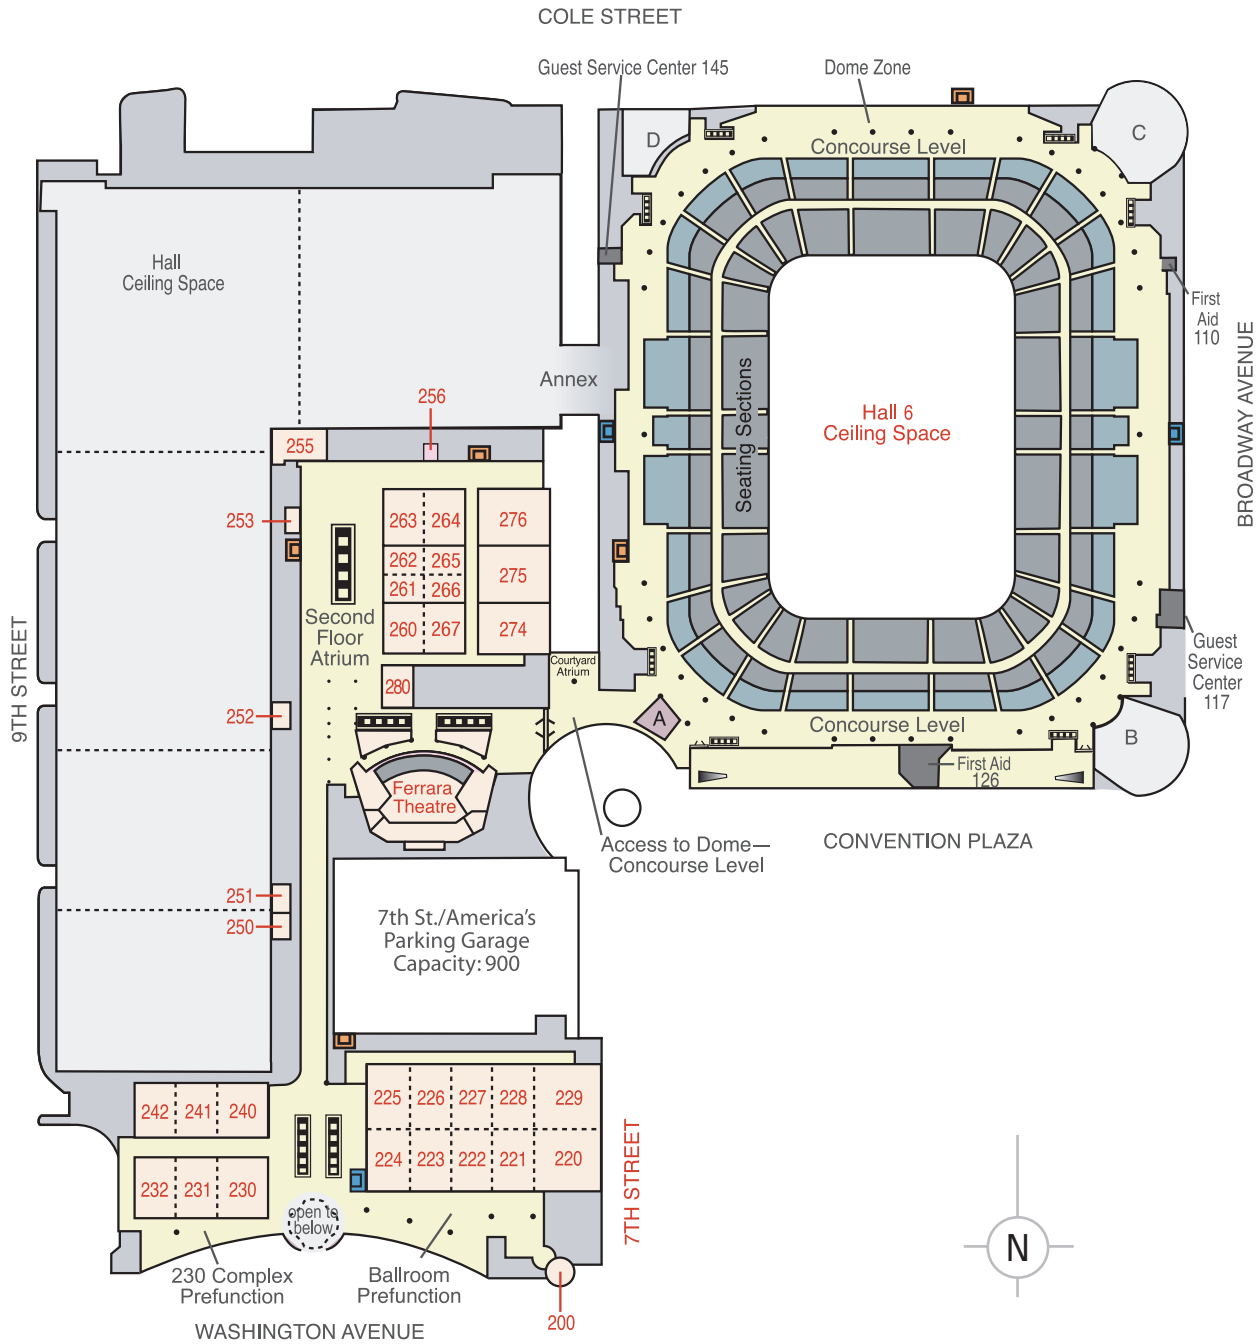 COLE STREET
Guest Service Center 145
Dome Zone
D
C
Concourse Level
Hall
Ceiling Space
First
Aid
110
BROADWAY AVENUE
Annex
256
Seating Sections
Hall 6
Ceiling Space
255
253
263
264
276
262
265
275
261
266
260
267
274
Second
Floor
Atrium
9TH STREET
Courtyard
Atrium
280
Guest
Service
Center
117
252
A
Concourse Level
B
First Aid
126
Ferrara
Theatre
Access to Dome—
Concourse Level
CONVENTION PLAZA
251
250
7th St./America's
Parking Garage
Capacity: 900
225
226
227
228
229
242
241
240
224
223
222
221
220
232
231
230
7TH STREET
open to
below
N
230 Complex
Prefunction
Ballroom
Prefunction
200
WASHINGTON AVENUE